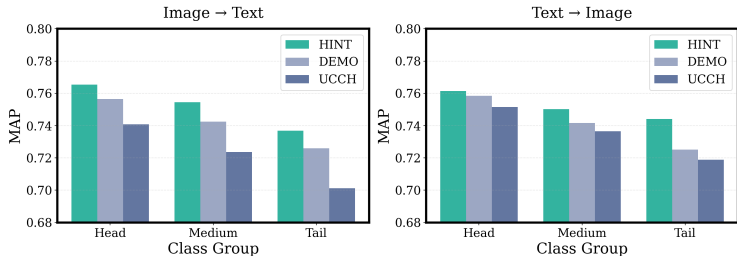 Image → Text
MAP
0.80
0.78
0.76
0.74
0.72
0.70
0.68
HINT
DEMO
UCCH
Head
Medium
Tail
Class Group
Text → Image
MAP
0.80
0.78
0.76
0.74
0.72
0.70
0.68
HINT
DEMO
UCCH
Head
Medium
Tail
Class Group